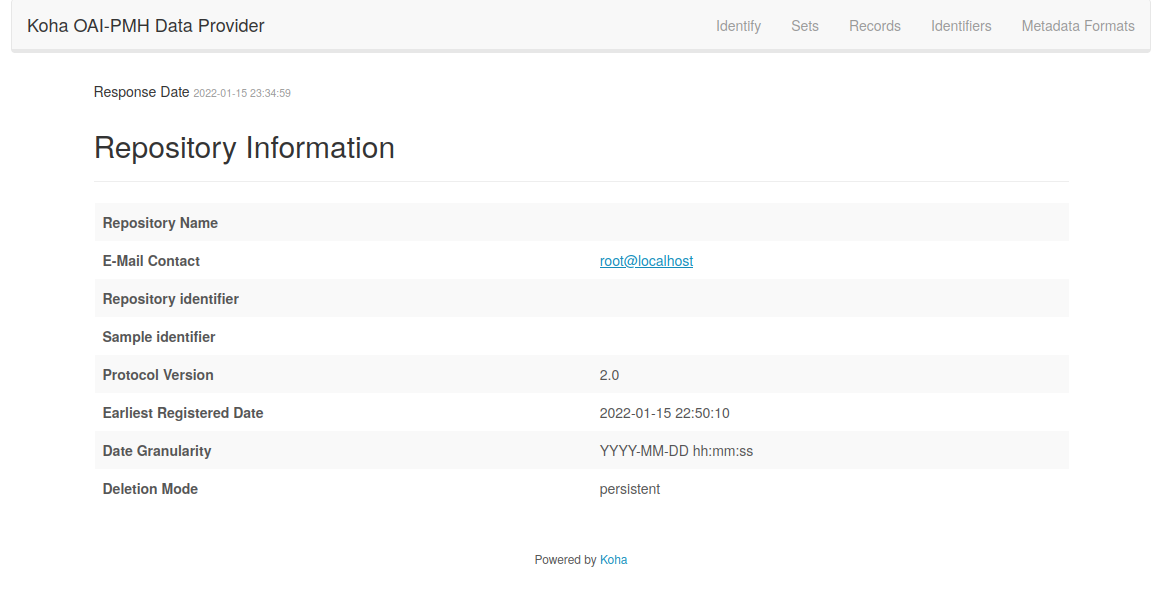 Koha OAI-PMH Data Provider Identify Sets Records Identifiers Metadata Formats
Response Date 2022-01-15 23:34:59
Repository Information
Repository Name
E-Mail Contact root@localhost
Repository identifier
Sample identifier
Protocol Version 2.0
Earliest Registered Date 2022-01-15 22:50:10
Date Granularity YYYY-MM-DD hh:mm:ss
Deletion Mode persistent
Powered by Koha